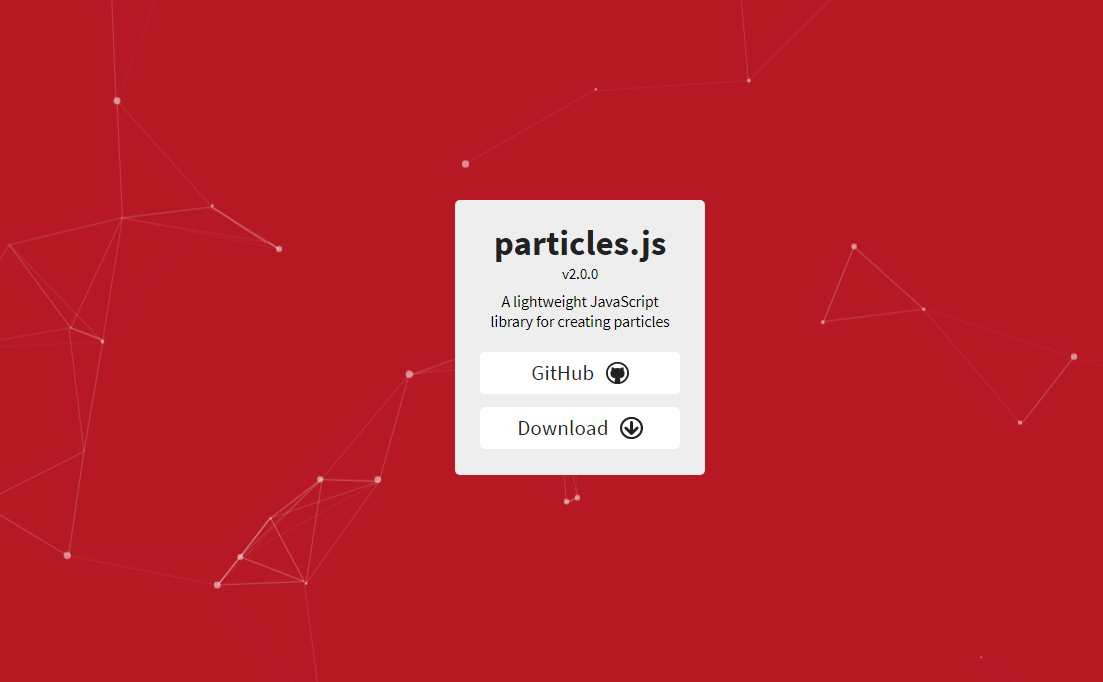 particles.js
v2.0.0
A lightweight JavaScript
library for creating particles
GitHub
Download